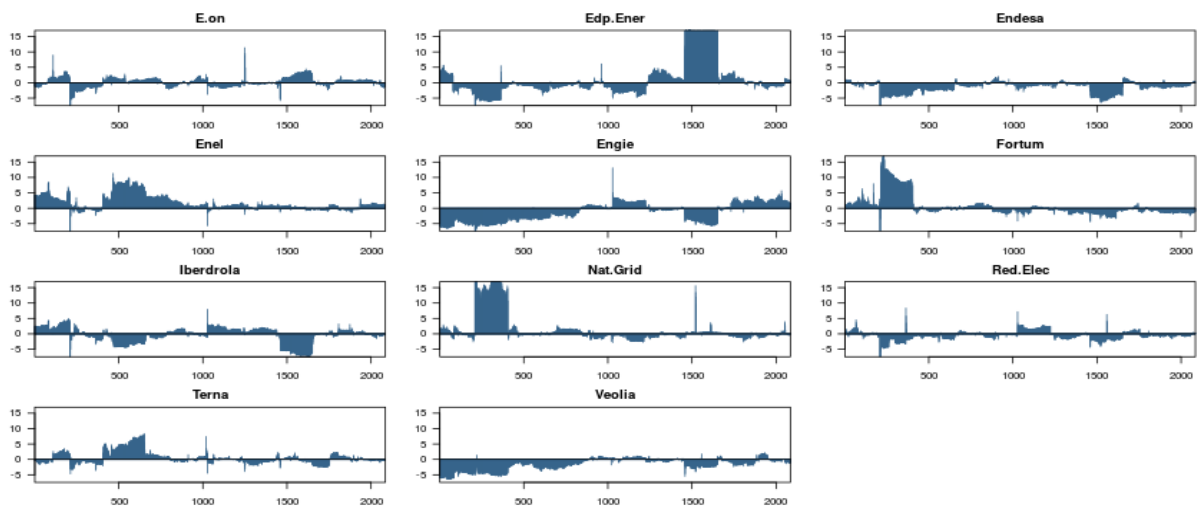 E.on Edp.Ener Endesa
15 15 15
10 10 10
5 5 5
0 0 0
-5 -5 -5
500 1000 1500 2000 500 1000 1500 2000 500 1000 1500 2000
Enel Engie Fortum
15 15 15
10 10 10
5 5 5
0 0 0
-5 -5 -5
500 1000 1500 2000 500 1000 1500 2000 500 1000 1500 2000
Iberdrola Nat.Grid Red.Elec
15 15 15
10 10 10
5 5 5
0 0 0
-5 -5 -5
500 1000 1500 2000 500 1000 1500 2000 500 1000 1500 2000
Terna Veolia
15 15
10 10
5 5
0 0
-5 -5
500 1000 1500 2000 500 1000 1500 2000